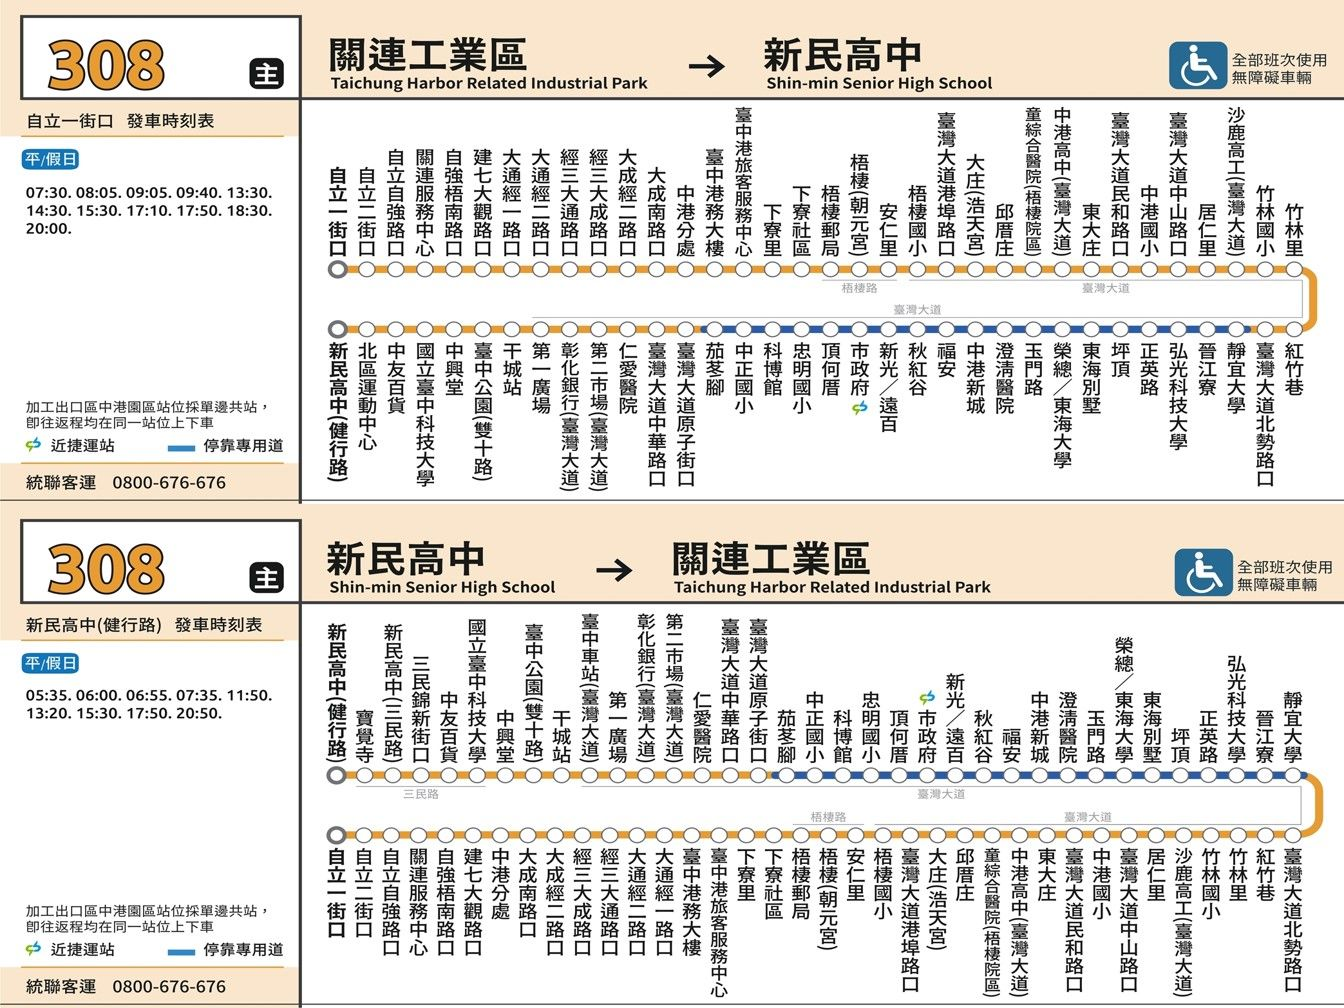 308
主
關連工業區
Taichung Harbor Related Industrial Park
→
新民高中
Shin-min Senior High School
全部班次使用
無障礙車輛
自立一街口 發車時刻表
平/假日
07:30. 08:05. 09:05. 09:40. 13:30.
14:30. 15:30. 17:10. 17:50. 18:30.
20:00.
加工出口區中港園區站位採單邊共站，
卽往返程均在同一站位上下車
近捷運站
停靠專用道
統聯客運 0800-676-676
自立一街口
自立二街口
自立自強路口
關連服務中心
自強梧南路口
建七大觀路口
大通經一路口
大通經二路口
經三大通路口
經三大成路口
大成經二路口
大成南路口
中港分處
臺中港務大樓
臺中港旅客服務中心
下寮里
下寮社區
梧棲郵局
梧棲(朝元宮)
安仁里
梧棲國小
臺灣大道港埠路口
大庄(浩天宮)
邱厝庄
童綜合醫院(梧棲院區)
中港高中(臺灣大道)
東大庄
臺灣大道民和路口
中港國小
臺灣大道中山路口
居仁里
沙鹿高工(臺灣大道)
竹林國小
竹林里
梧棲路
臺灣大道
臺灣大道
新民高中(健行路)
北區運動中心
中友百貨
國立臺中科技大學
中興堂
臺中公園(雙十路)
干城站
第一廣場
彰化銀行(臺灣大道)
第二市場(臺灣大道)
仁愛醫院
臺灣大道中華路口
臺灣大道原子街口
茄苳腳
中正國小
科博館
忠明國小
頂何厝
市政府
新光／遠百
秋紅谷
福安
中港新城
澄清醫院
玉門路
榮總／東海大學
東海別墅
坪頂
正英路
弘光科技大學
晉江寮
靜宜大學
臺灣大道北勢路口
紅竹巷
308
主
新民高中
Shin-min Senior High School
→
關連工業區
Taichung Harbor Related Industrial Park
全部班次使用
無障礙車輛
新民高中(健行路) 發車時刻表
平/假日
05:35. 06:00. 06:55. 07:35. 11:50.
13:20. 15:30. 17:50. 20:50.
加工出口區中港園區站位採單邊共站，
卽往返程均在同一站位上下車
近捷運站
停靠專用道
統聯客運 0800-676-676
新民高中(健行路)
寶覺寺
新民高中(三民路)
三民錦新街口
中友百貨
國立臺中科技大學
中興堂
臺中公園(雙十路)
干城站
臺中車站(臺灣大道)
第一廣場
彰化銀行(臺灣大道)
第二市場(臺灣大道)
仁愛醫院
臺灣大道中華路口
臺灣大道原子街口
茄苳腳
中正國小
科博館
忠明國小
頂何厝
市政府
新光／遠百
秋紅谷
福安
中港新城
澄清醫院
玉門路
榮總／東海大學
東海別墅
坪頂
正英路
弘光科技大學
晉江寮
靜宜大學
三民路
臺灣大道
梧棲路
臺灣大道
自立一街口
自立二街口
自立自強路口
關連服務中心
自強梧南路口
建七大觀路口
中港分處
大成南路口
大成經二路口
經三大成路口
經三大通路口
大通經二路口
大通經一路口
臺中港務大樓
臺中港旅客服務中心
下寮里
下寮社區
梧棲郵局
梧棲(朝元宮)
安仁里
梧棲國小
臺灣大道港埠路口
大庄(浩天宮)
邱厝庄
童綜合醫院(梧棲院區)
中港高中(臺灣大道)
東大庄
臺灣大道民和路口
中港國小
臺灣大道中山路口
居仁里
沙鹿高工(臺灣大道)
竹林國小
竹林里
紅竹巷
臺灣大道北勢路口